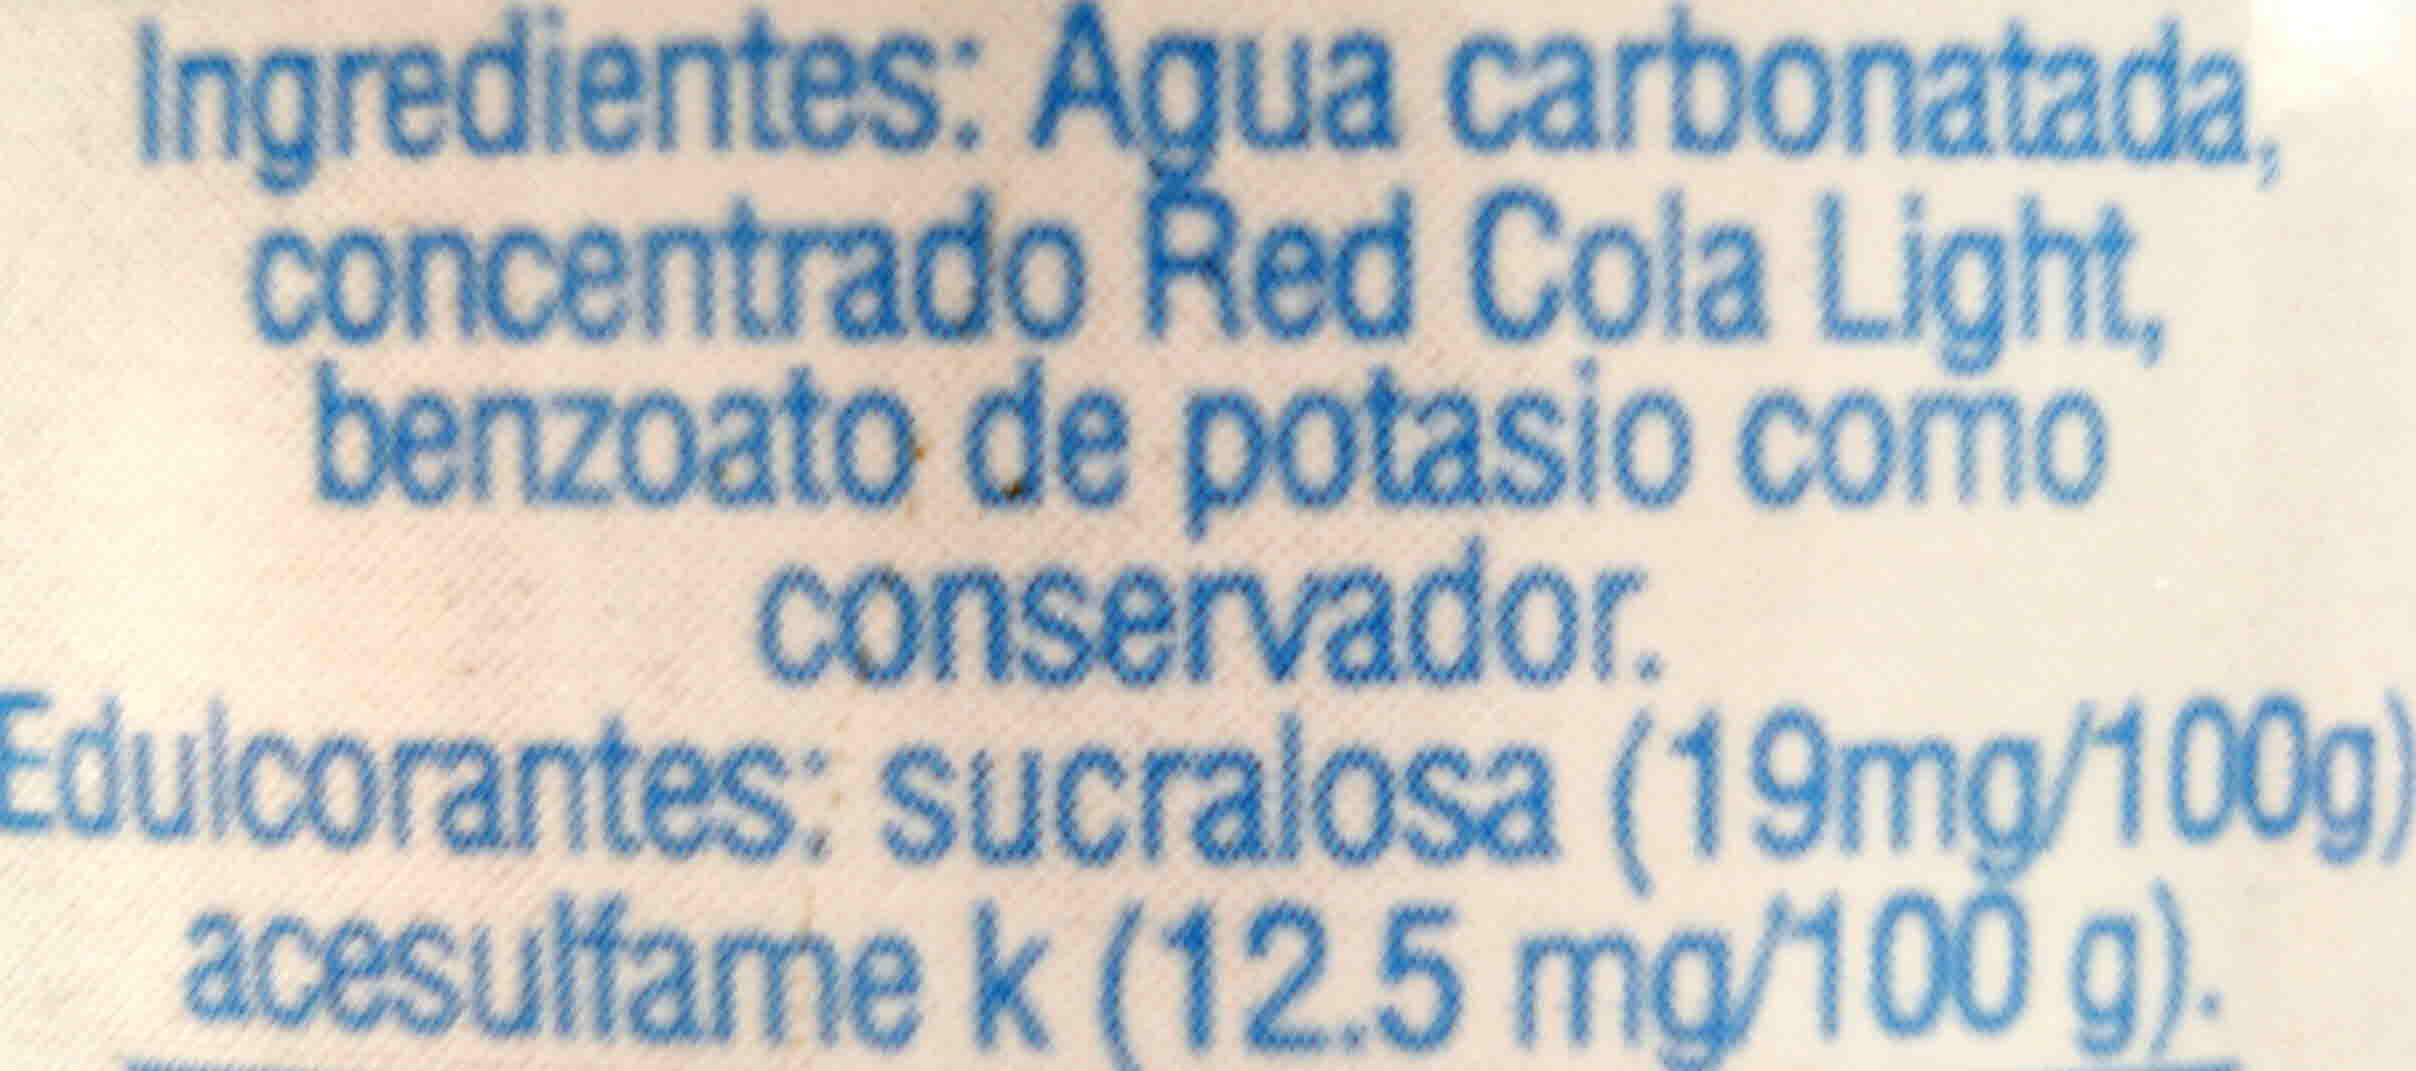 Ingredientes: Agua carbonatada,
concentrado Red Cola Light,
benzoato de potasio como
conservador.
Edulcorantes: sucralosa (19mg/100g)
acesulfame k (12.5 mg/100 g).